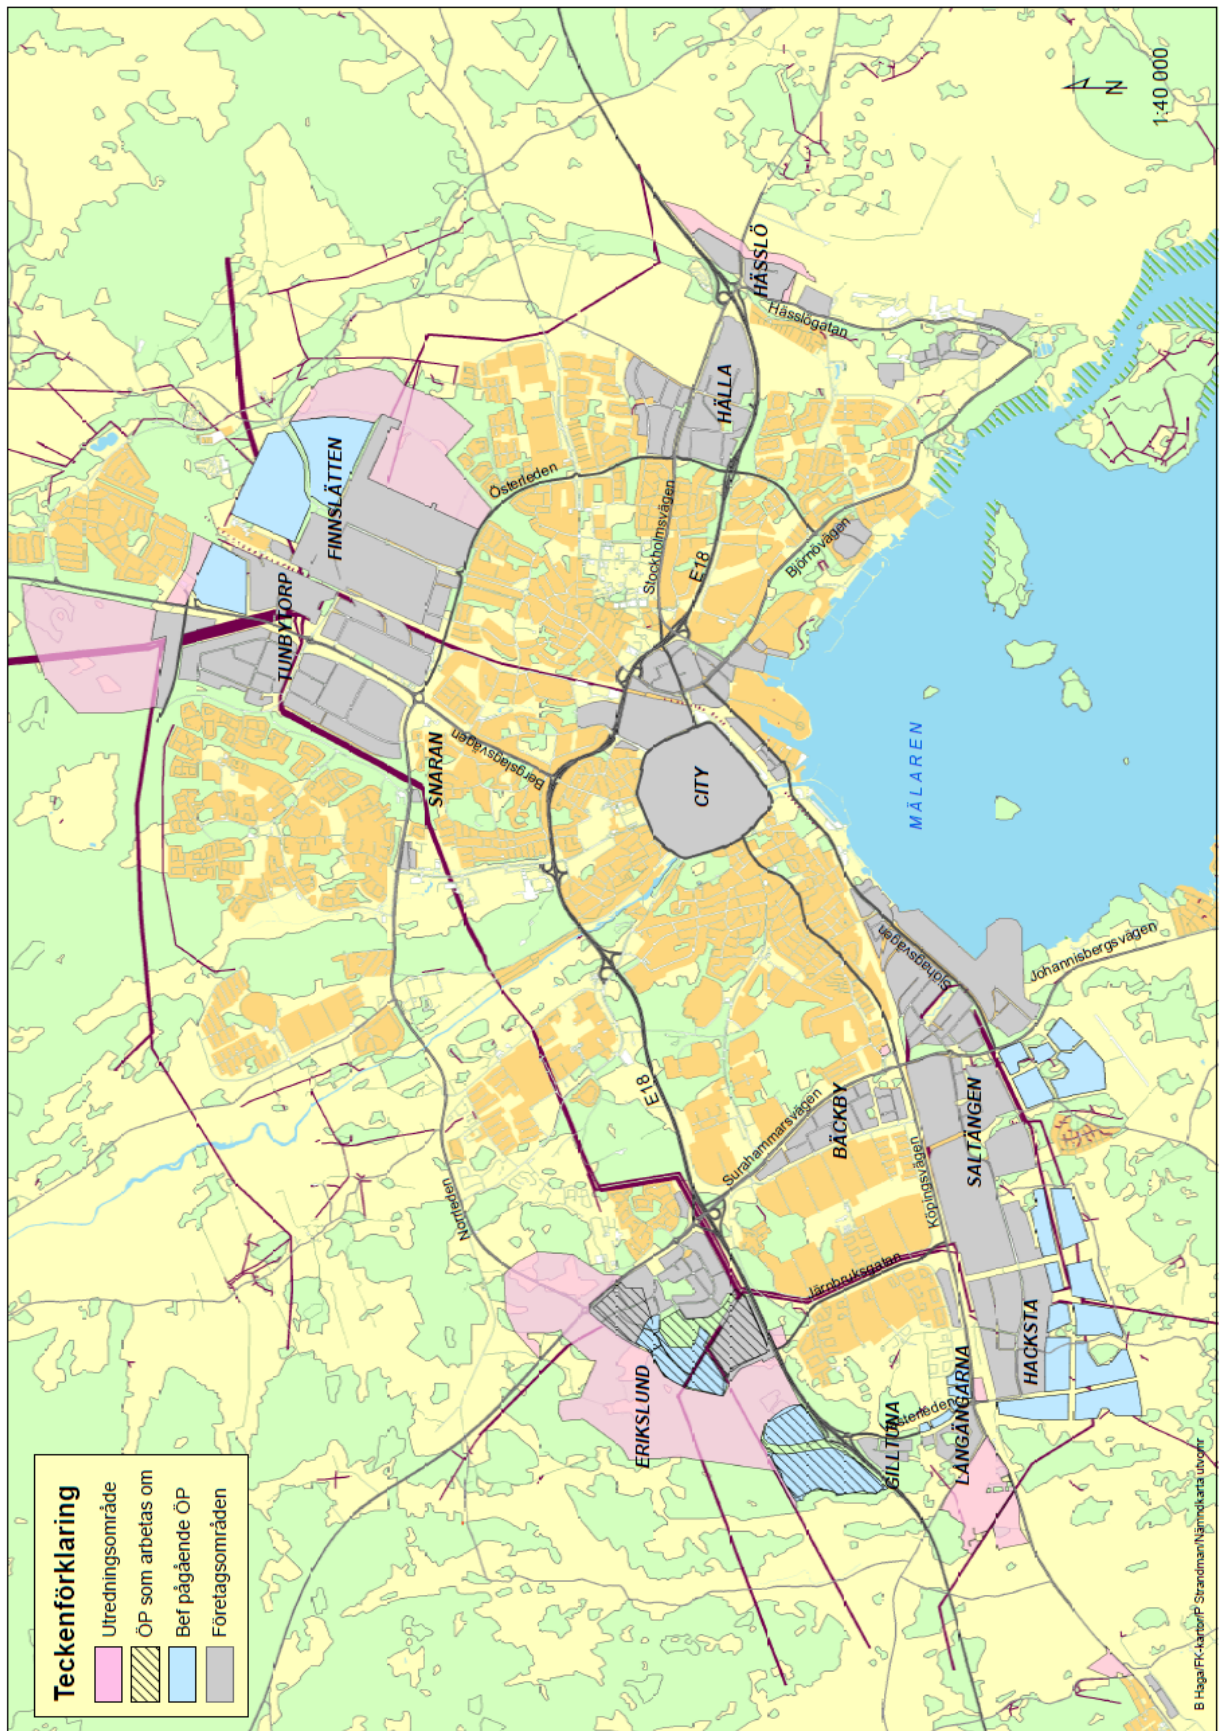 Teckenförklaring
Utredningsområde
ÖP som arbetas om
Bef pågående ÖP
Företagsområden
1:40 000
N
TUNBYTORP
FINNSLÄTTEN
Österleden
SNARAN
Bergslagsvägen
Stockholmsvägen
E18
HÄLLA
HÄSSLÖ
Hässlögatan
Björnövägen
CITY
MÄLAREN
Norrleden
E18
Surahammarsvägen
BÄCKBY
Köpingsvägen
SALTÄNGEN
Sjöhagsvägen
Johannisbergsvägen
ERIKSLUND
Järnbruksgatan
HACKSTA
GILLTUNA
LÅNGÄNGARNA
B Haga/FK-kartor/P Strandman/Nämndkarta utvomr